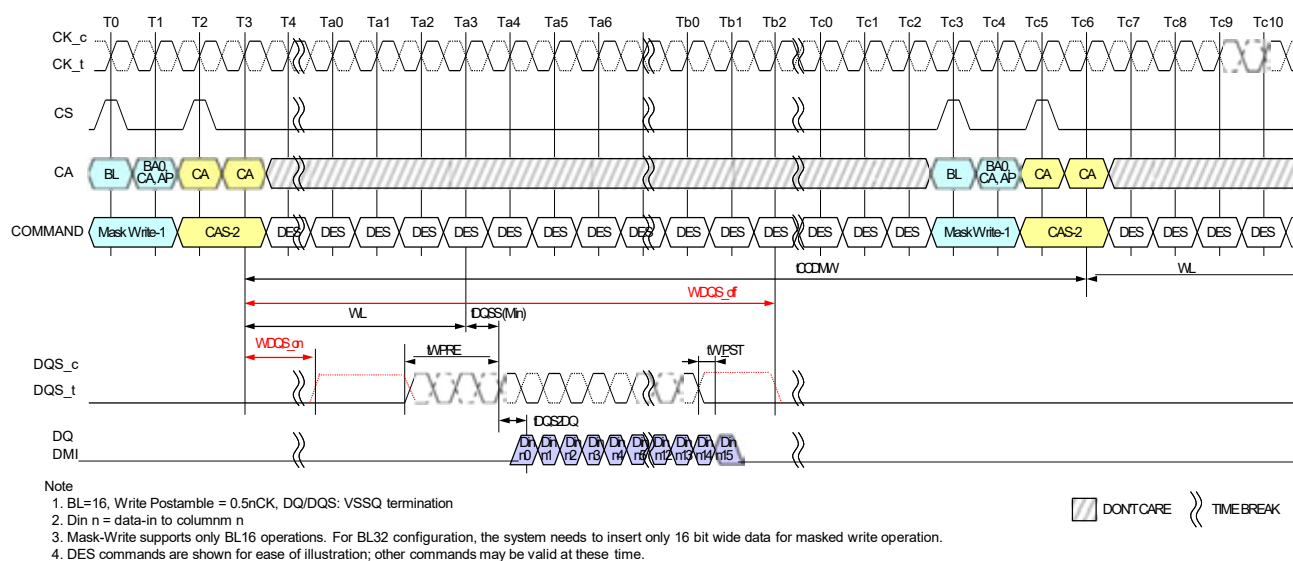 T0 T1 T2 T3 T4 Ta0 Ta1 Ta2 Ta3 Ta4 Ta5 Ta6 Tb0 Tb1 Tb2 Tc0 Tc1 Tc2 Tc3 Tc4 Tc5 Tc6 Tc7 Tc8 Tc9 Tc10
CK_c
CK_t
CS
CA BL BA0, CA, AP CA CA BL BA0, CA, AP CA CA
COMMAND Mask Write-1 CAS-2 DES DES DES DES DES DES DES DES DES DES DES DES DES DES DES Mask Write-1 CAS-2 DES DES DES DES
tCCDMW WL
WDQS_off
WL tDQSS(Min)
WDQS_on
tWPRE tWPST
DQS_c
DQS_t
tDQS2DQ
DQ
DMI
Din n0 Din n1 Din n2 Din n3 Din n4 Din n5 Din n12 Din n13 Din n14 Din n15
Note
1. BL=16, Write Postamble = 0.5nCK, DQ/DQS: VSSQ termination
2. Din n = data-in to columnm n
3. Mask-Write supports only BL16 operations. For BL32 configuration, the system needs to insert only 16 bit wide data for masked write operation.
4. DES commands are shown for ease of illustration; other commands may be valid at these time.
DON'T CARE TIME BREAK